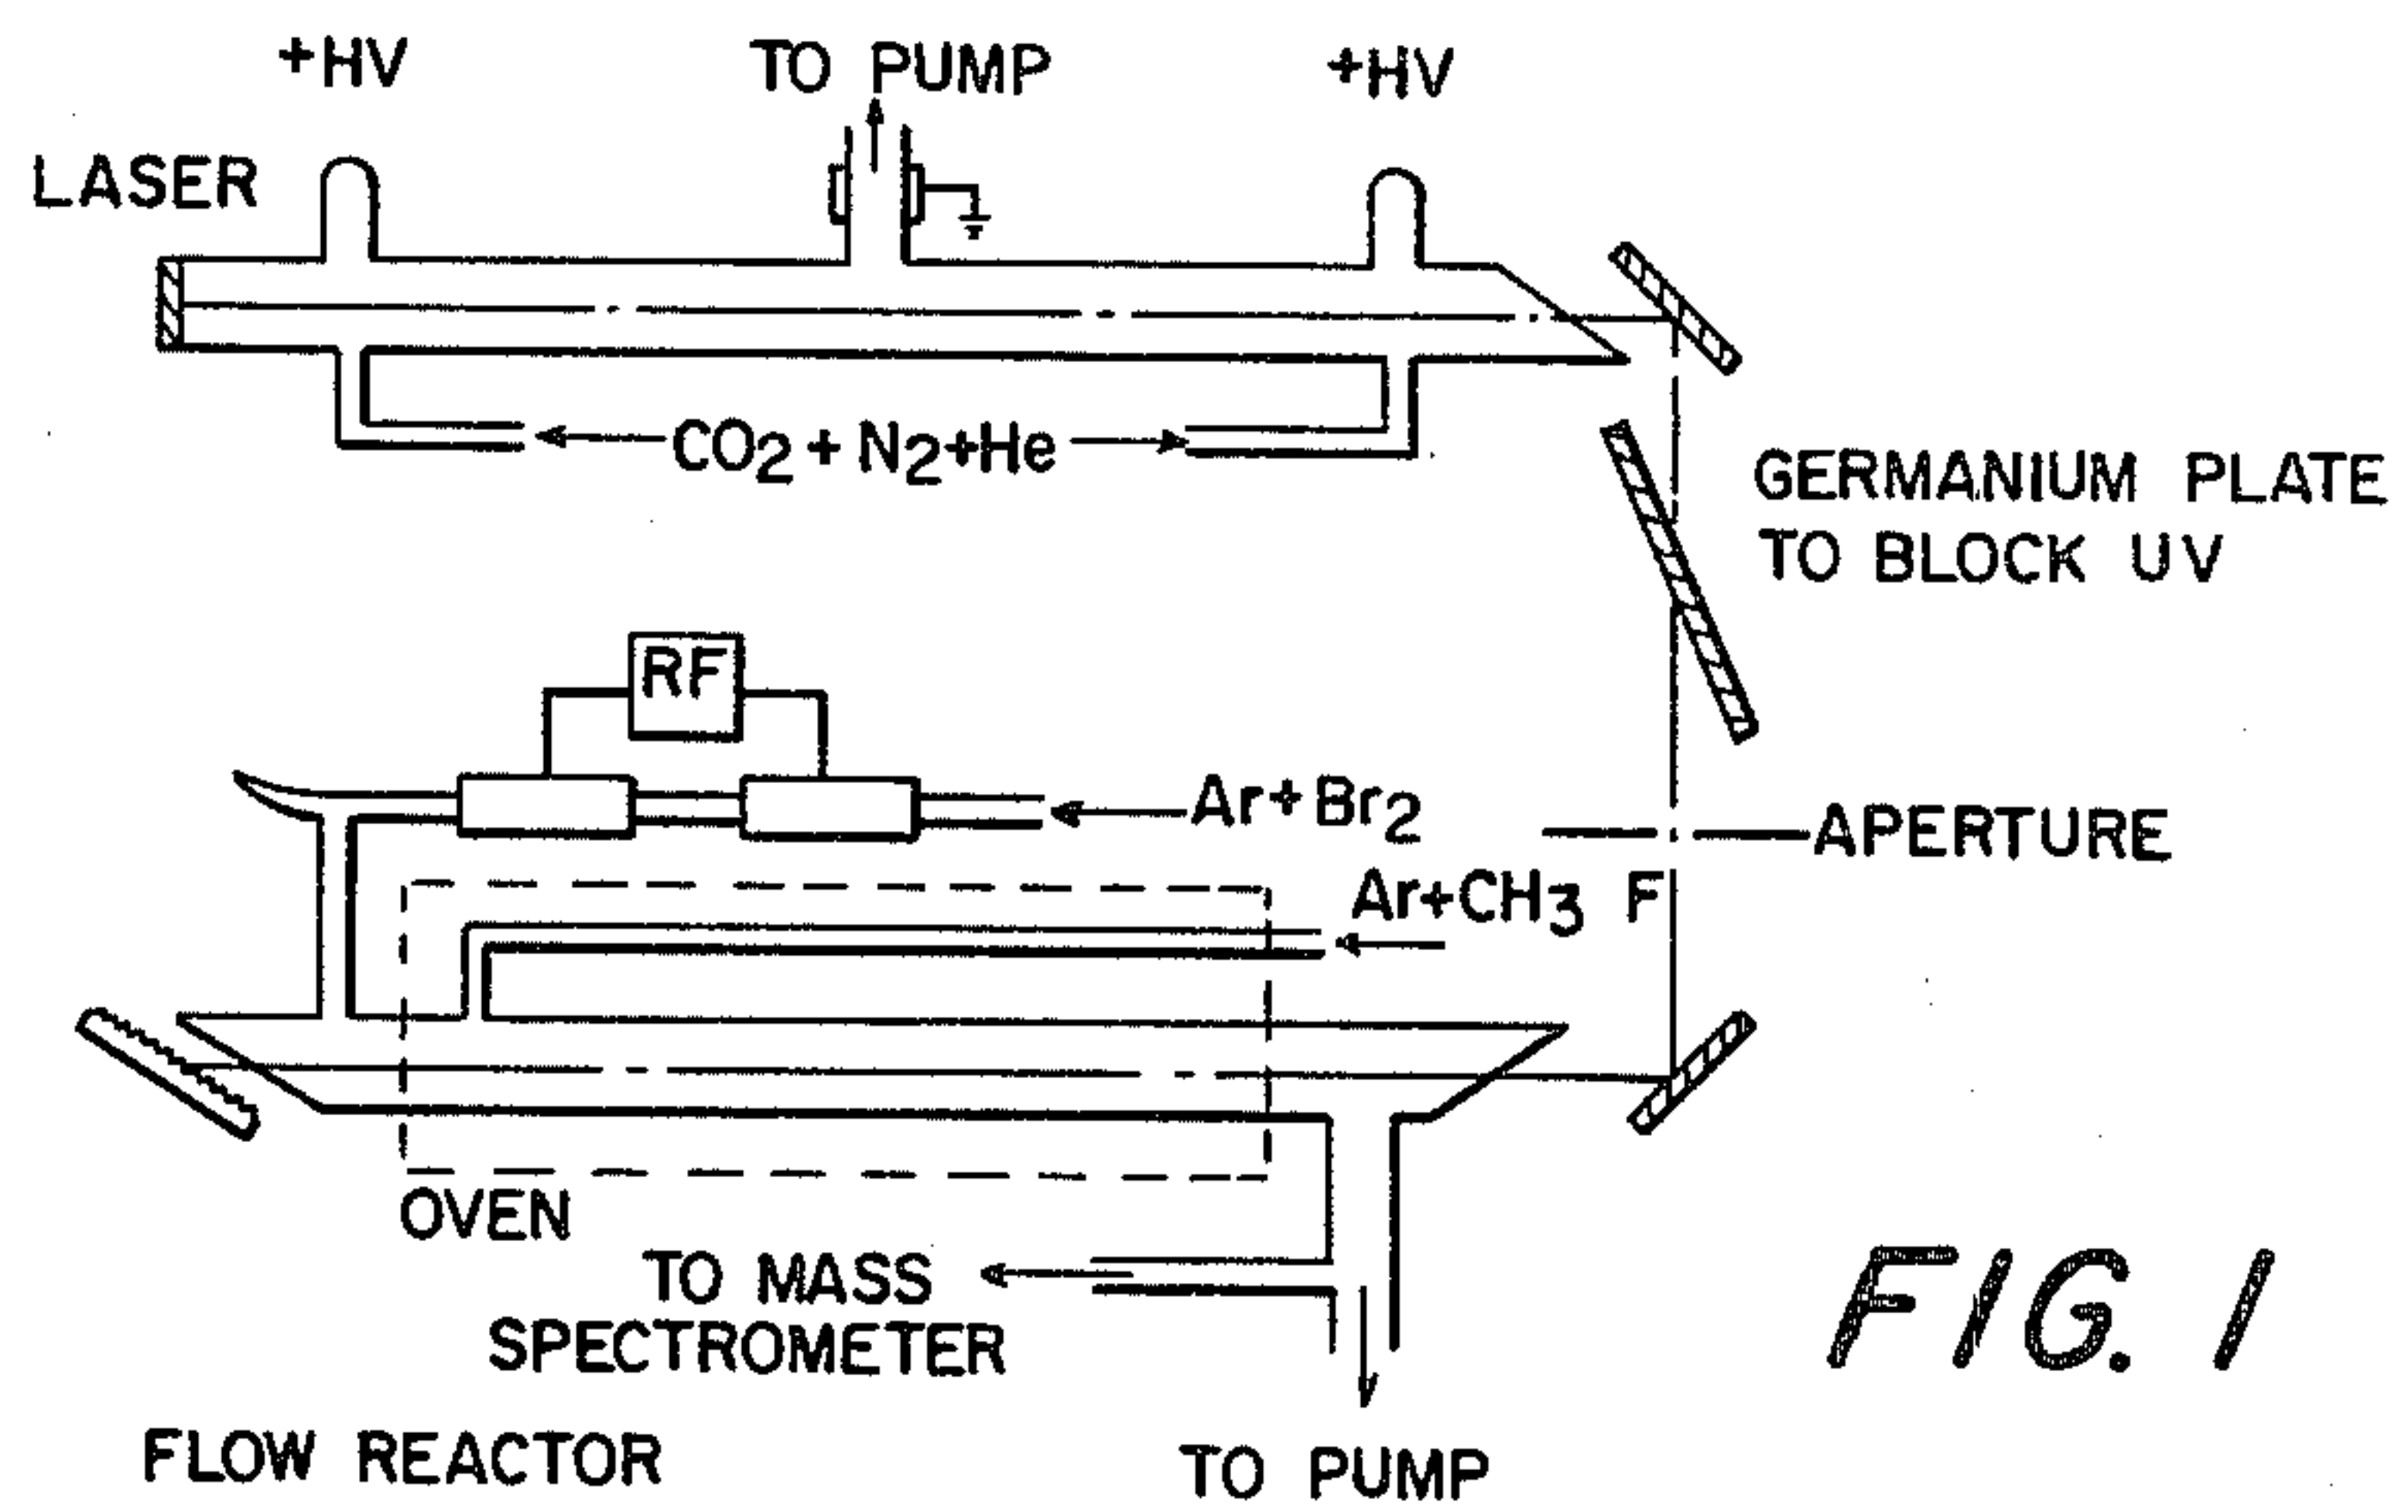 +HV
TO PUMP
+HV
LASER
CO2 + N2+He
GERMANIUM PLATE
TO BLOCK UV
RF
Ar+Br2
APERTURE
Ar+CH3 F
OVEN
TO MASS
SPECTROMETER
FLOW REACTOR
TO PUMP
FIG. 1